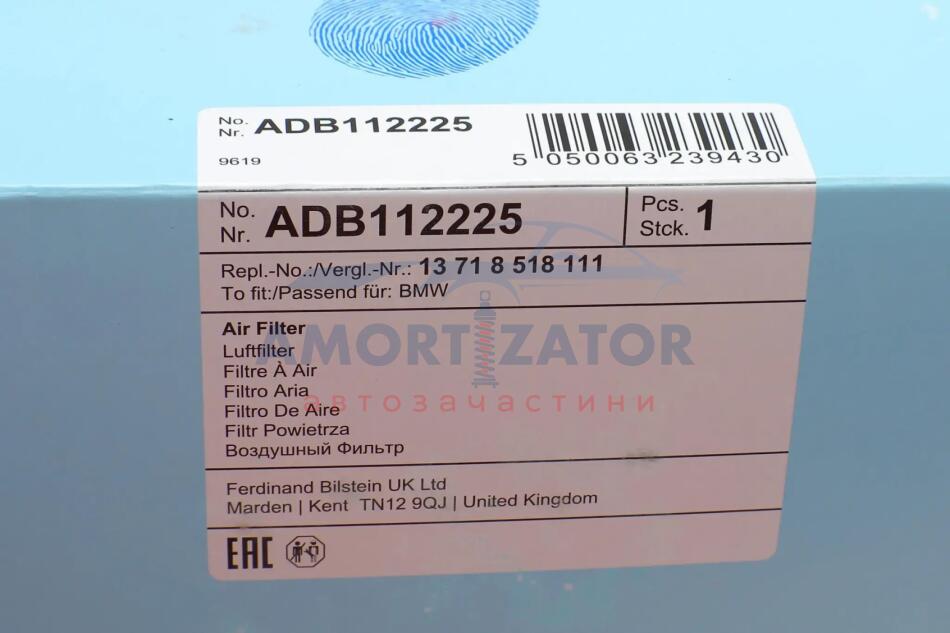 No.
Nr. ADB112225
9619
5 050063 239430
No.
Nr. ADB112225
Pcs.
Stck. 1
Repl.-No.:/Vergl.-Nr.: 13 71 8 518 111
To fit:/Passend für: BMW
Air Filter
Luftfilter
Filtre À Air
Filtro Aria
Filtro De Aire
Filtr Powietrza
Воздушный Фильтр
AMORTIZATOR
автозачастини
Ferdinand Bilstein UK Ltd
Marden | Kent TN12 9QJ | United Kingdom
EAC